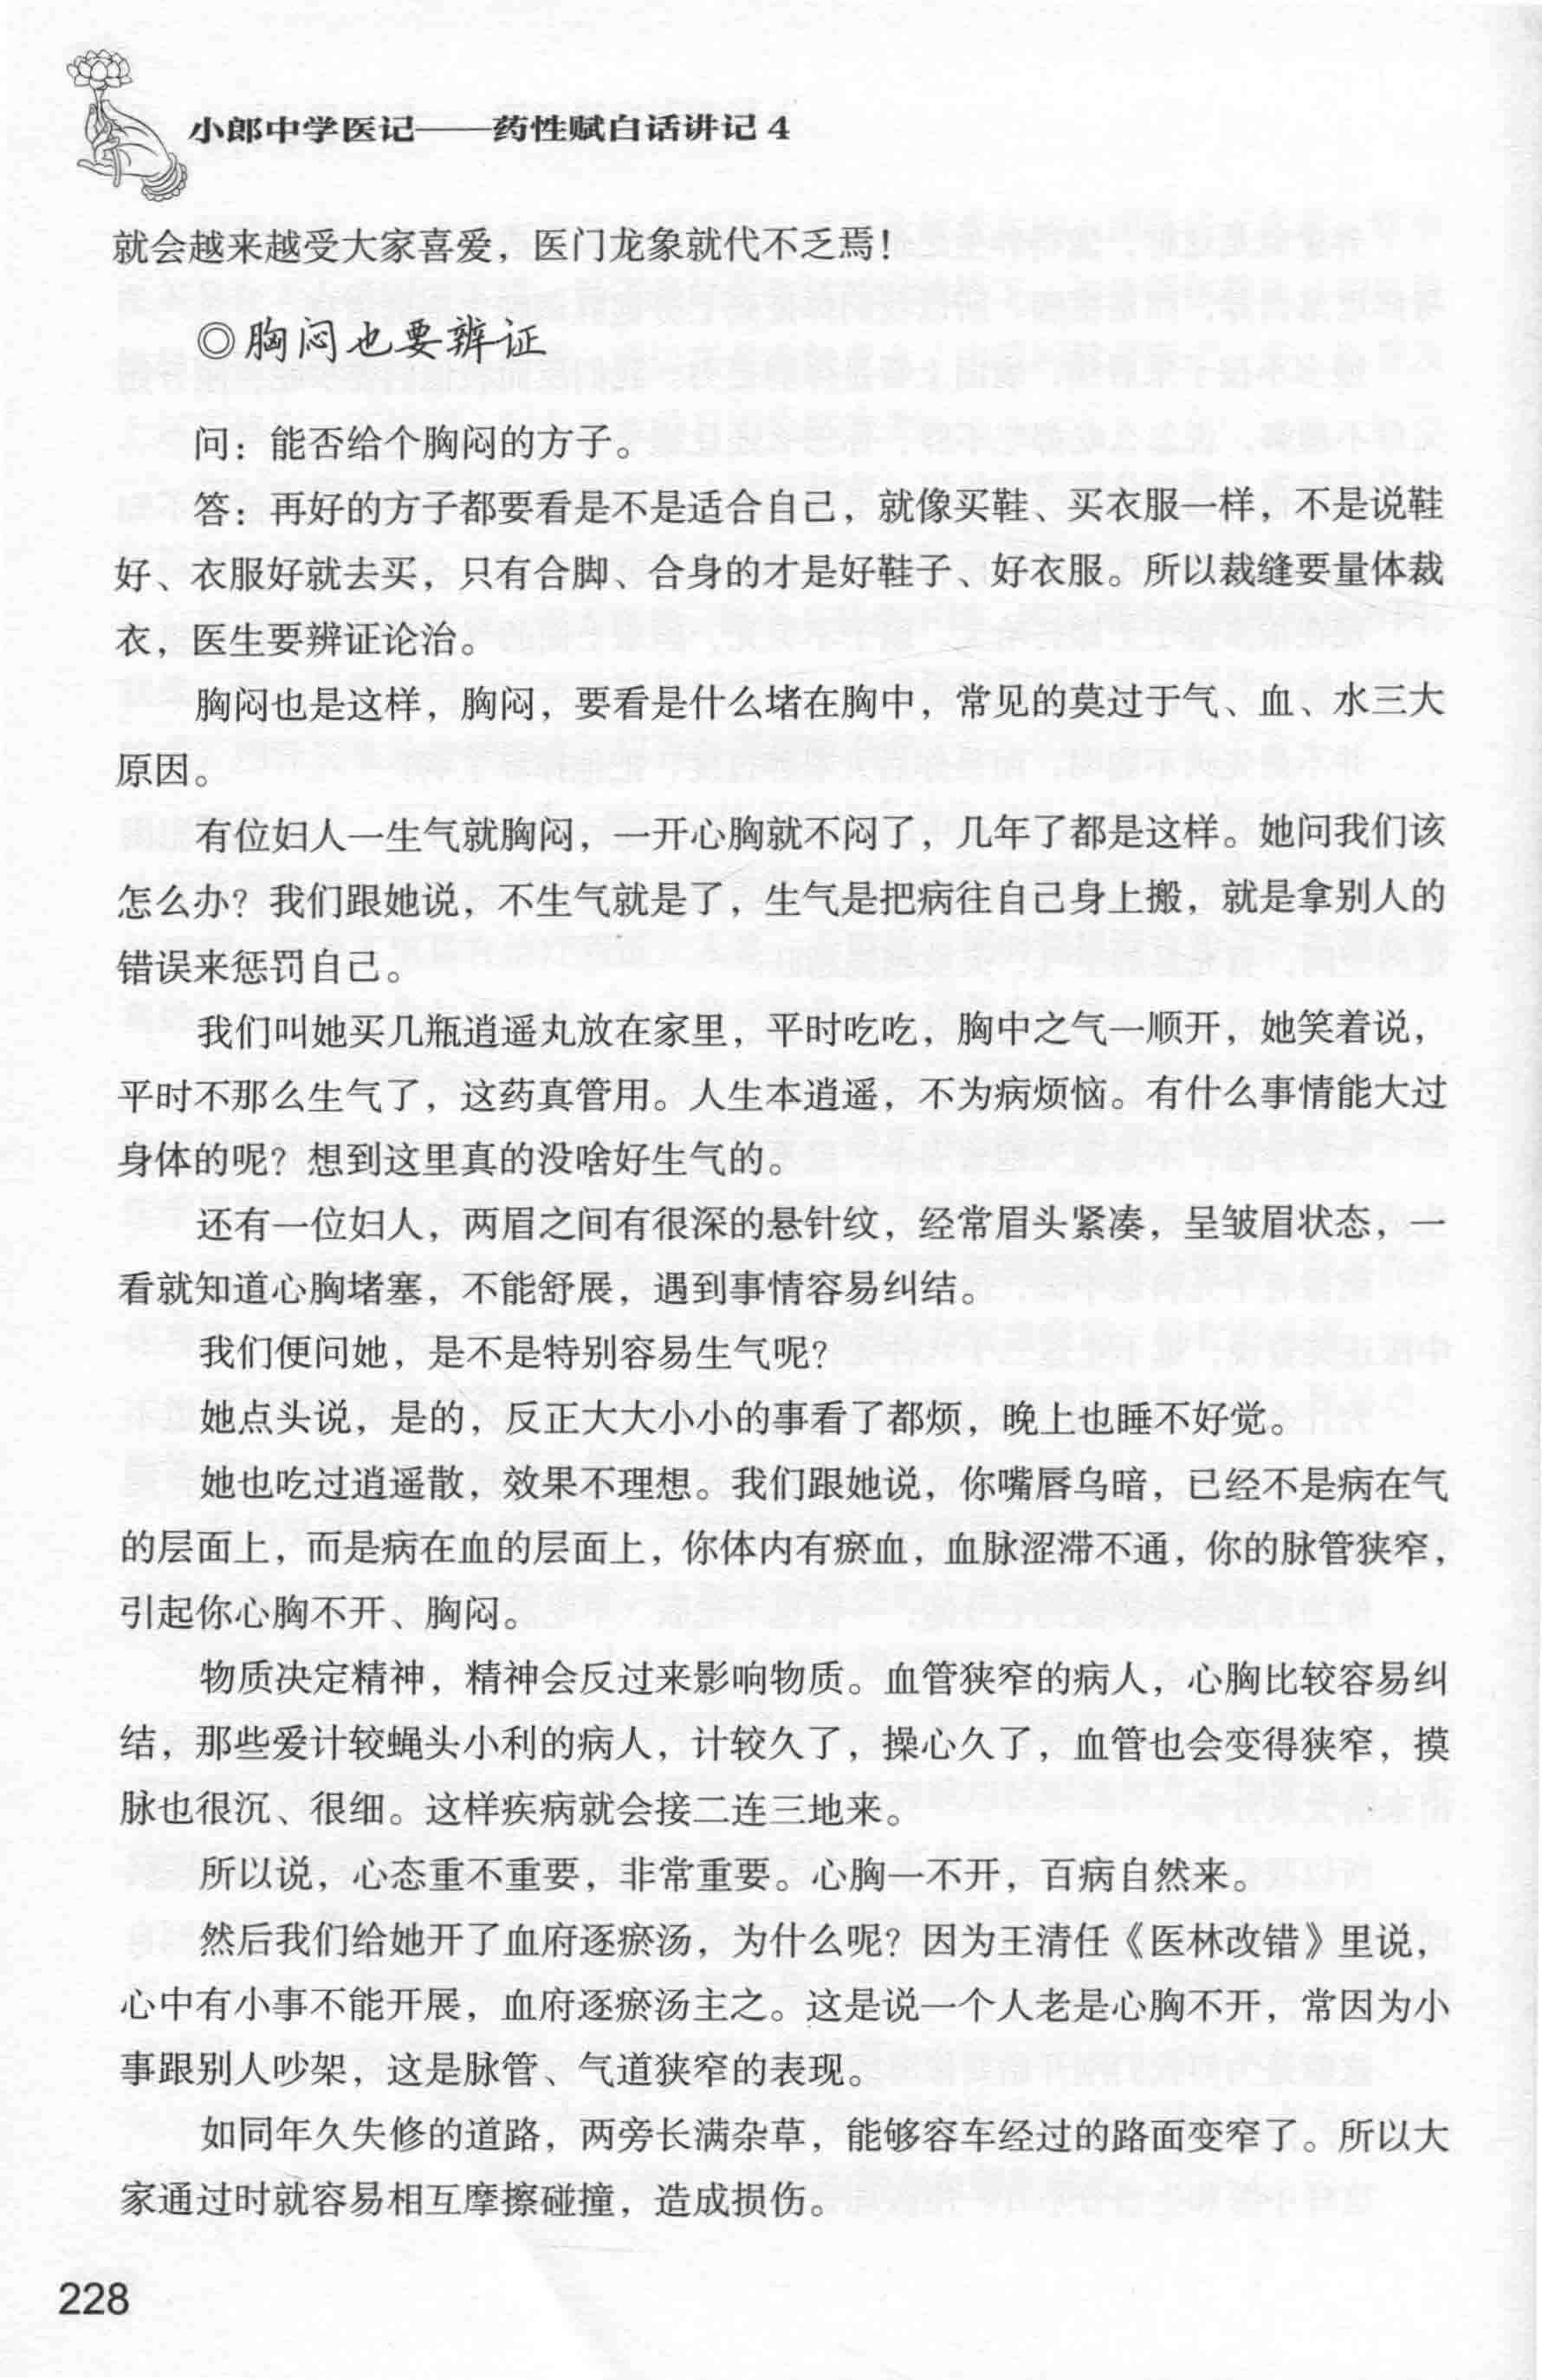 小郎中学医记——药性赋白话讲记4
就会越来越受大家喜爱，医门龙象就代不乏焉！
◎胸闷也要辨证
问：能否给个胸闷的方子。
答：再好的方子都要看是不是适合自己，就像买鞋、买衣服一样，不是说鞋
好、衣服好就去买，只有合脚、合身的才是好鞋子、好衣服。所以裁缝要量体裁
衣，医生要辨证论治。
胸闷也是这样，胸闷，要看是什么堵在胸中，常见的莫过于气、血、水三大
原因。
有位妇人一生气就胸闷，一开心胸就不闷了，几年了都是这样。她问我们该
怎么办？我们跟她说，不生气就是了，生气是把病往自己身上搬，就是拿别人的
错误来惩罚自己。
我们叫她买几瓶逍遥丸放在家里，平时吃吃，胸中之气一顺开，她笑着说，
平时不那么生气了，这药真管用。人生本逍遥，不为病烦恼。有什么事情能大过
身体的呢？想到这里真的没啥好生气的。
还有一位妇人，两眉之间有很深的悬针纹，经常眉头紧凑，呈皱眉状态，一
看就知道心胸堵塞，不能舒展，遇到事情容易纠结。
我们便问她，是不是特别容易生气呢？
她点头说，是的，反正大大小小的事看了都烦，晚上也睡不好觉。
她也吃过逍遥散，效果不理想。我们跟她说，你嘴唇乌暗，已经不是病在气
的层面上，而是病在血的层面上，你体内有瘀血，血脉涩滞不通，你的脉管狭窄，
引起你心胸不开、胸闷。
物质决定精神，精神会反过来影响物质。血管狭窄的病人，心胸比较容易纠
结，那些爱计较蝇头小利的病人，计较久了，操心久了，血管也会变得狭窄，摸
脉也很沉、很细。这样疾病就会接二连三地来。
所以说，心态重不重要，非常重要。心胸一不开，百病自然来。
然后我们给她开了血府逐瘀汤，为什么呢？因为王清任《医林改错》里说，
心中有小事不能开展，血府逐瘀汤主之。这是说一个人老是心胸不开，常因为小
事跟别人吵架，这是脉管、气道狭窄的表现。
如同年久失修的道路，两旁长满杂草，能够容车经过的路面变窄了。所以大
家通过时就容易相互摩擦碰撞，造成损伤。
228